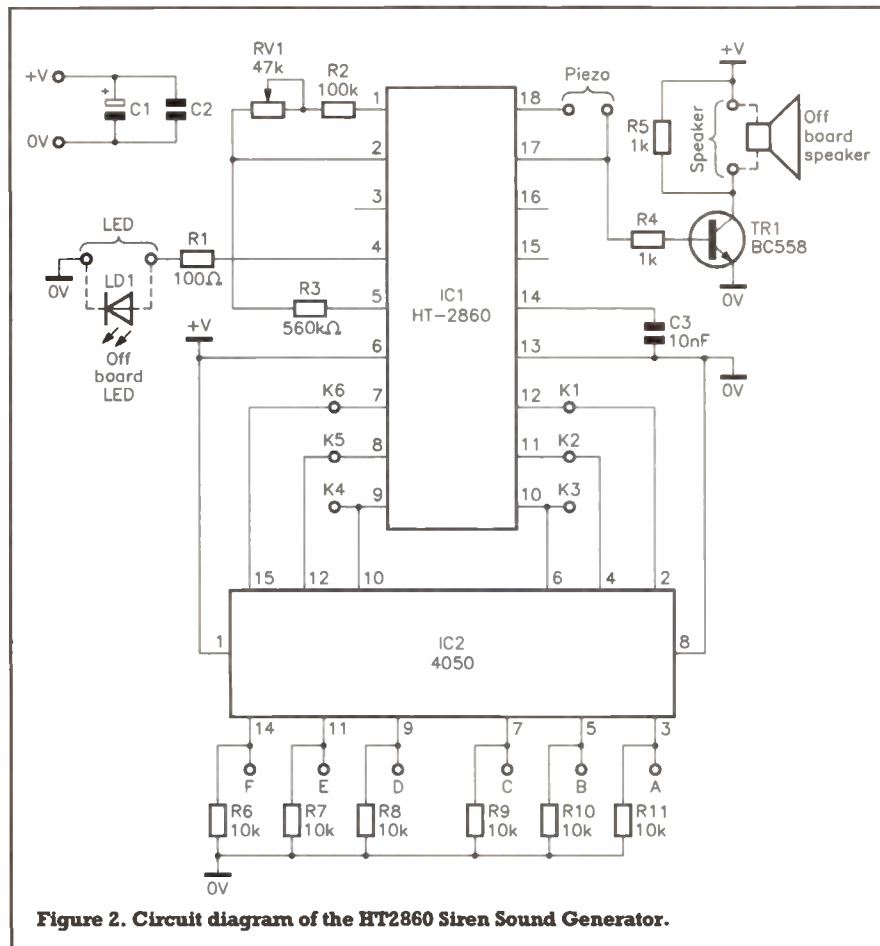 +V
0V
+
C1
C2
RV1
47k
R2
100k
1
2
3
4
5
6
7
8
9
18
17
16
15
14
13
12
11
10
IC1
HT-2860
Piezo
+V
R5
1k
Speaker
Off
board
speaker
R4
1k
TR1
BC558
0V
LED
0V
LD1
Off
board
LED
R1
100Ω
R3
560kΩ
+V
C3
10nF
0V
K6
K5
K4
K1
K2
K3
15
12
10
6
4
2
1
IC2
4050
8
14
11
9
7
5
3
F
E
D
C
B
A
R6
10k
R7
10k
R8
10k
R9
10k
R10
10k
R11
10k
0V
Figure 2. Circuit diagram of the HT2860 Siren Sound Generator.